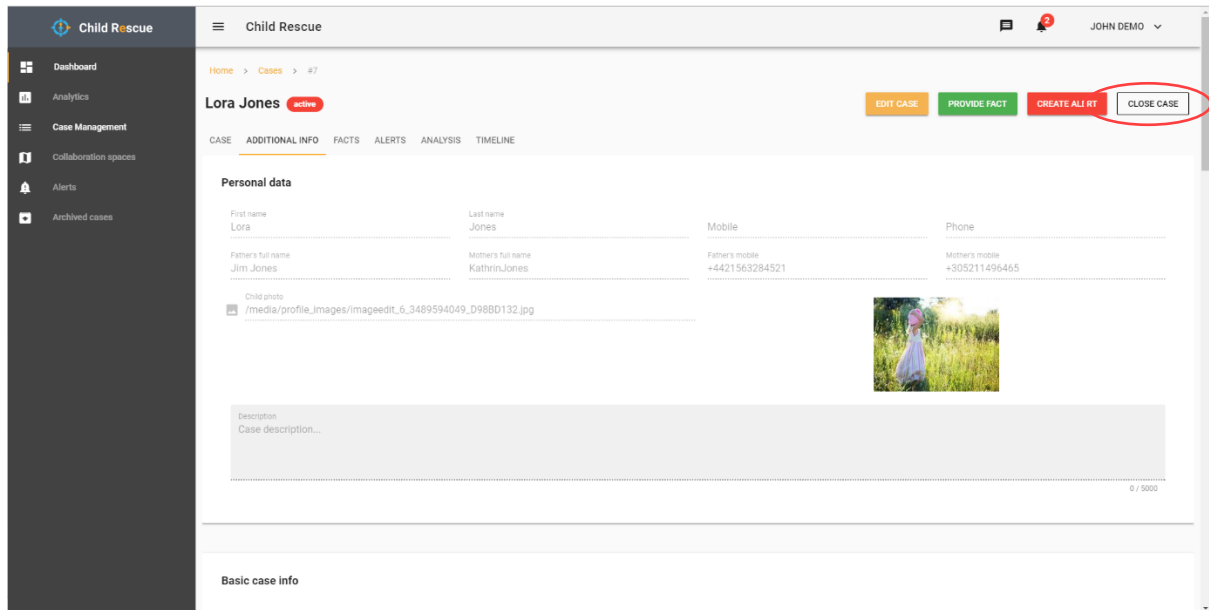 Child Rescue
Child Rescue
2
JOHN DEMO
Dashboard
Analytics
Case Management
Collaboration spaces
Alerts
Archived cases
Home > Cases > #7
Lora Jones active
EDIT CASE
PROVIDE FACT
CREATE ALERT
CLOSE CASE
CASE ADDITIONAL INFO FACTS ALERTS ANALYSIS TIMELINE
Personal data
First name
Lora
Last name
Jones
Mobile
Phone
Father's full name
Jim Jones
Mother's full name
KathrinJones
Father's mobile
+4421563284521
Mother's mobile
+305211496465
Child photo
/media/profile_images/imageedit_6_3489594049_D98BD132.jpg
Description
Case description...
0 / 5000
Basic case info